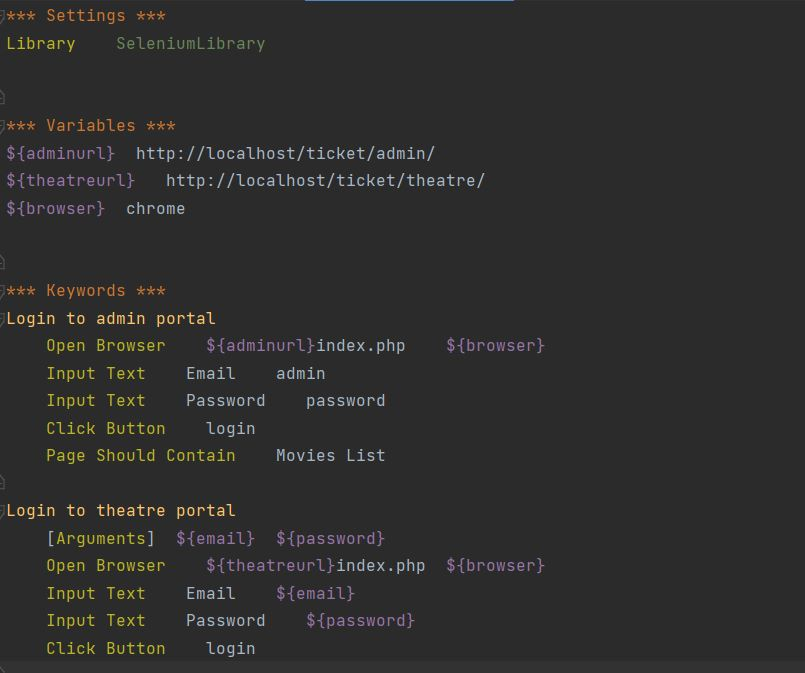 *** Settings ***
Library    SeleniumLibrary
*** Variables ***
${adminurl}  http://localhost/ticket/admin/
${theatreurl}   http://localhost/ticket/theatre/
${browser}  chrome
*** Keywords ***
Login to admin portal
    Open Browser    ${adminurl}index.php    ${browser}
    Input Text    Email    admin
    Input Text    Password    password
    Click Button    login
    Page Should Contain    Movies List
Login to theatre portal
    [Arguments]  ${email}  ${password}
    Open Browser    ${theatreurl}index.php  ${browser}
    Input Text    Email    ${email}
    Input Text    Password    ${password}
    Click Button    login